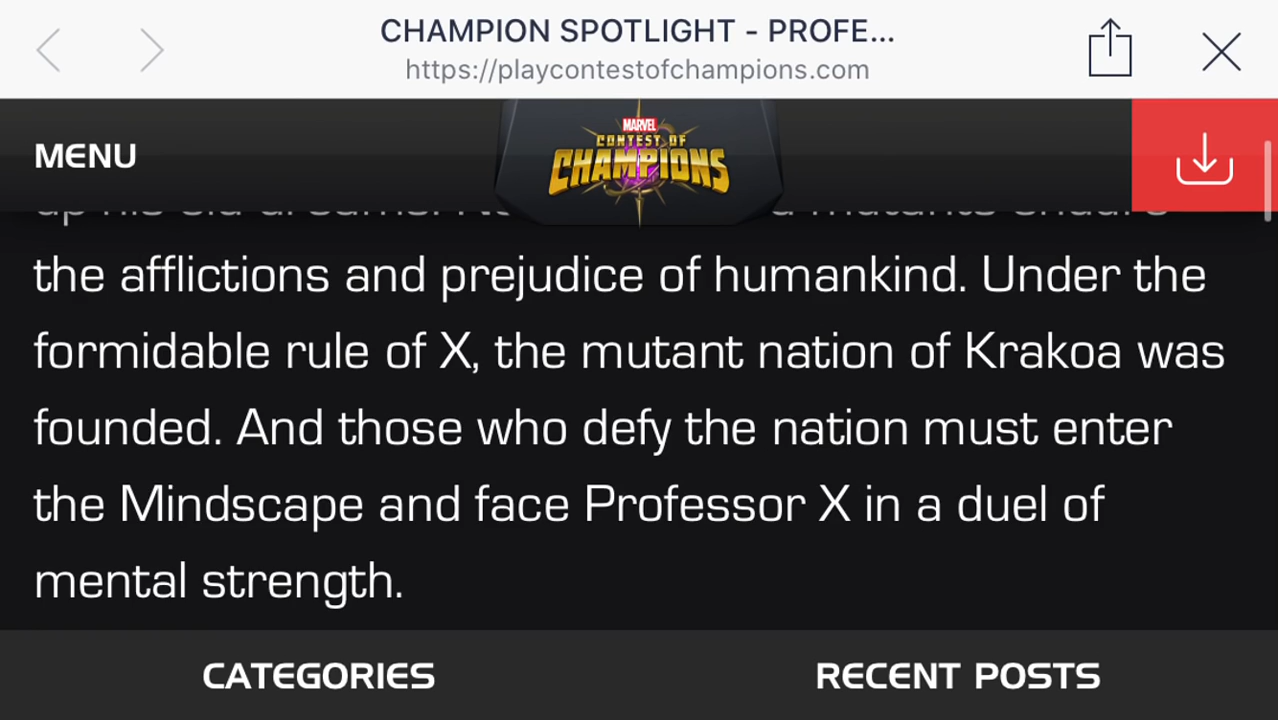 CHAMPION SPOTLIGHT - PROFE...
https://playcontestofchampions.com
MENU
MARVEL
CONTEST OF
CHAMPIONS
the afflictions and prejudice of humankind. Under the
formidable rule of X, the mutant nation of Krakoa was
founded. And those who defy the nation must enter
the Mindscape and face Professor X in a duel of
mental strength.
CATEGORIES
RECENT POSTS